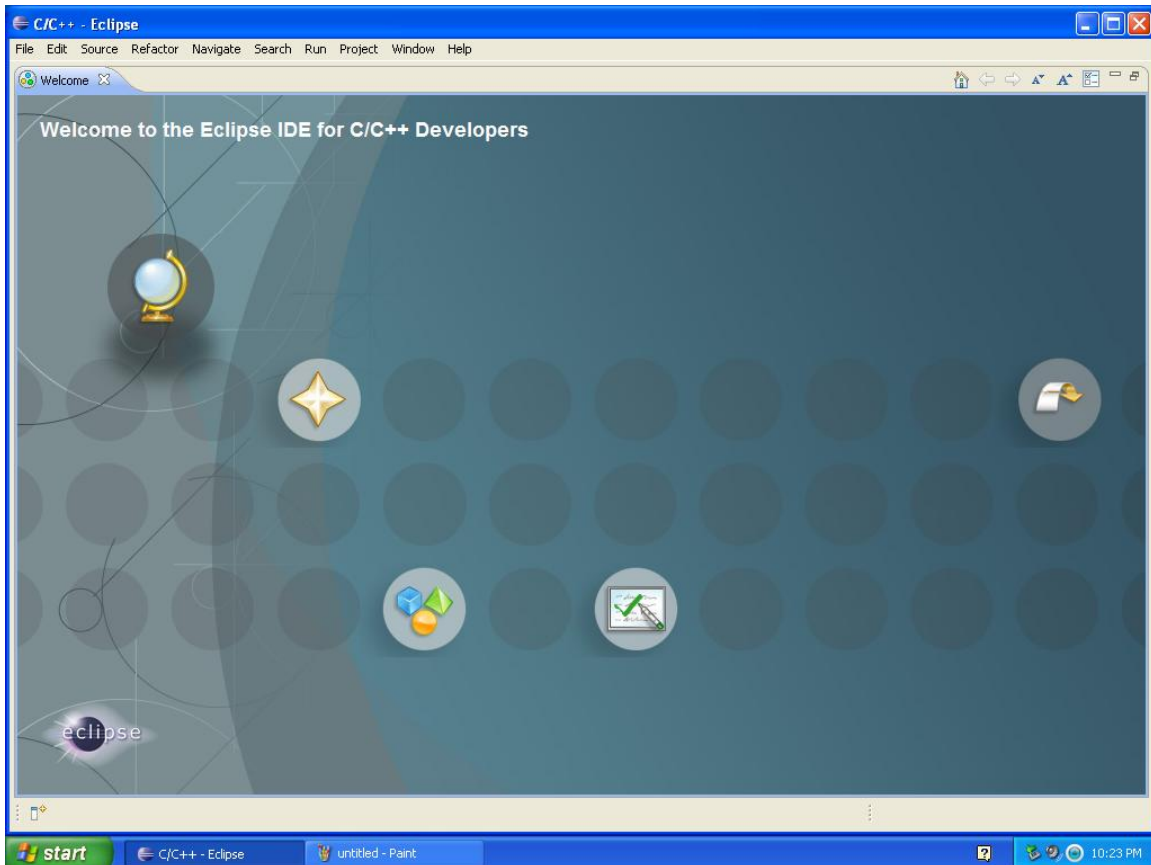 C/C++ - Eclipse
File Edit Source Refactor Navigate Search Run Project Window Help
Welcome
Welcome to the Eclipse IDE for C/C++ Developers
eclipse
start C/C++ - Eclipse untitled - Paint 10:23 PM